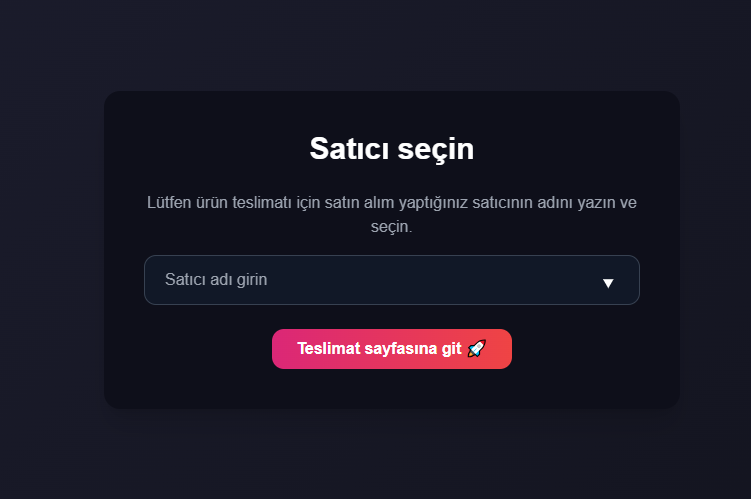 Satıcı seçin
Lütfen ürün teslimatı için satın alım yaptığınız satıcının adını yazın ve
seçin.
Satıcı adı girin
Teslimat sayfasına git 🚀